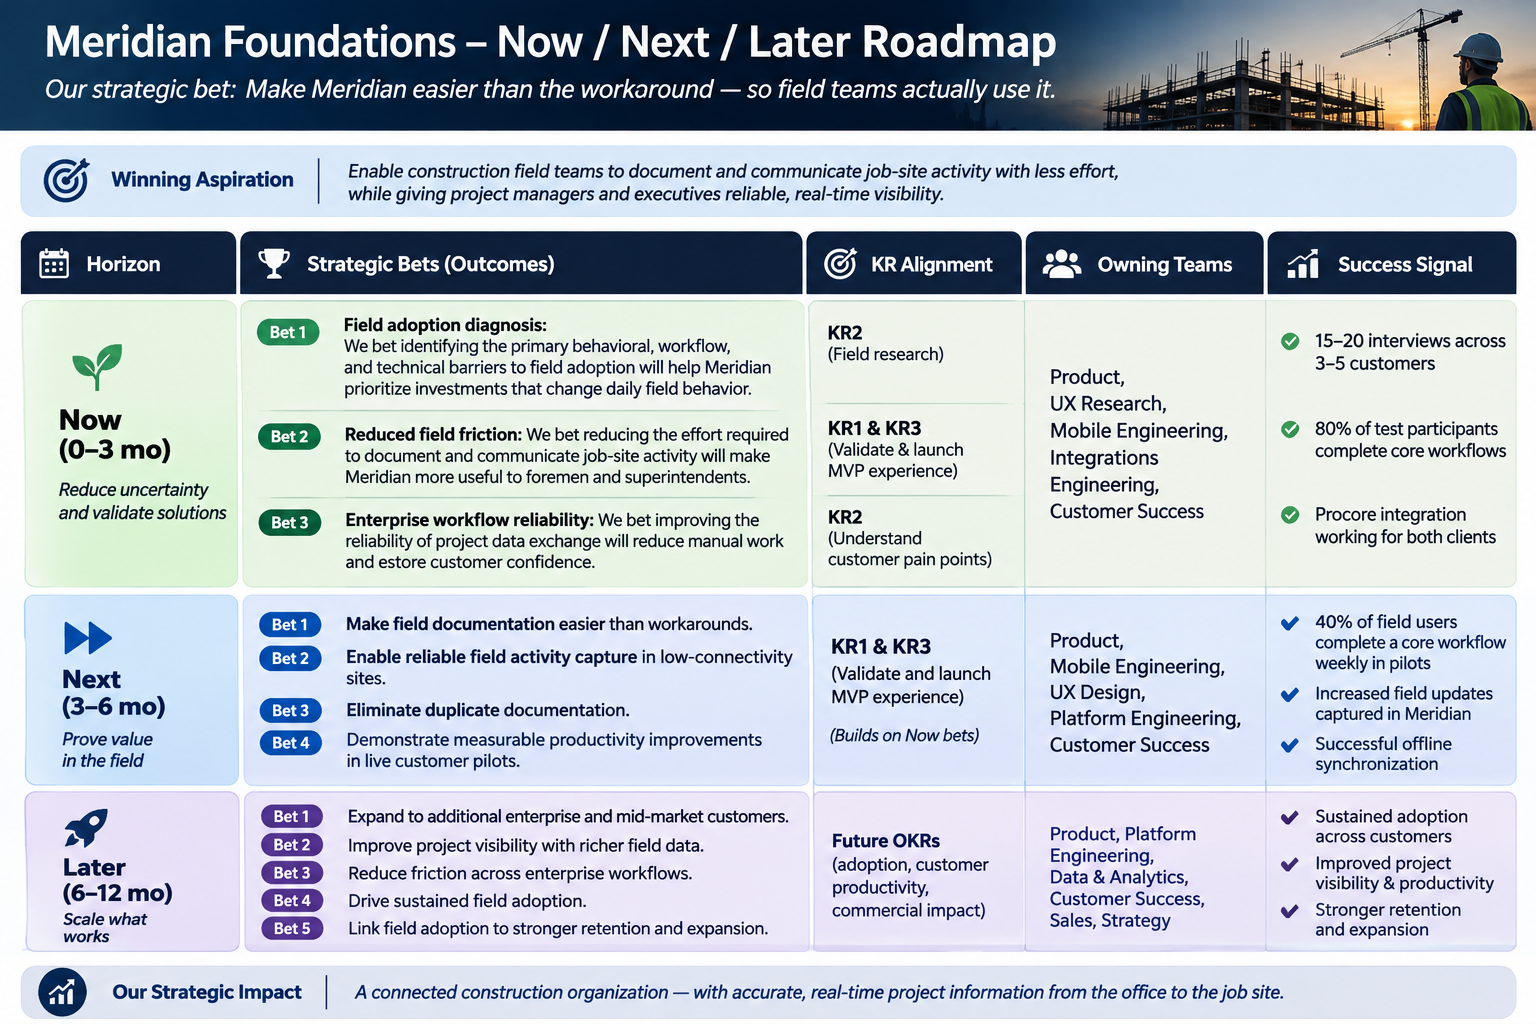 Meridian Foundations – Now / Next / Later Roadmap
Our strategic bet: Make Meridian easier than the workaround — so field teams actually use it.
Winning Aspiration
Enable construction field teams to document and communicate job-site activity with less effort,
while giving project managers and executives reliable, real-time visibility.
Horizon
Strategic Bets (Outcomes)
KR Alignment
Owning Teams
Success Signal
Now
(0–3 mo)
Reduce uncertainty
and validate solutions
Bet 1
Field adoption diagnosis:
We bet identifying the primary behavioral, workflow,
and technical barriers to field adoption will help Meridian
prioritize investments that change daily field behavior.
Bet 2
Reduced field friction: We bet reducing the effort required
to document and communicate job-site activity will make
Meridian more useful to foremen and superintendents.
Bet 3
Enterprise workflow reliability: We bet improving the
reliability of project data exchange will reduce manual work
and estore customer confidence.
KR2
(Field research)
KR1 & KR3
(Validate & launch
MVP experience)
KR2
(Understand
customer pain points)
Product,
UX Research,
Mobile Engineering,
Integrations
Engineering,
Customer Success
15–20 interviews across
3–5 customers
80% of test participants
complete core workflows
Procore integration
working for both clients
Next
(3–6 mo)
Prove value
in the field
Bet 1
Make field documentation easier than workarounds.
Bet 2
Enable reliable field activity capture in low-connectivity
sites.
Bet 3
Eliminate duplicate documentation.
Bet 4
Demonstrate measurable productivity improvements
in live customer pilots.
KR1 & KR3
(Validate and launch
MVP experience)
(Builds on Now bets)
Product,
Mobile Engineering,
UX Design,
Platform Engineering,
Customer Success
40% of field users
complete a core workflow
weekly in pilots
Increased field updates
captured in Meridian
Successful offline
synchronization
Later
(6–12 mo)
Scale what
works
Bet 1
Expand to additional enterprise and mid-market customers.
Bet 2
Improve project visibility with richer field data.
Bet 3
Reduce friction across enterprise workflows.
Bet 4
Drive sustained field adoption.
Bet 5
Link field adoption to stronger retention and expansion.
Future OKRs
(adoption, customer
productivity,
commercial impact)
Product, Platform
Engineering,
Data & Analytics,
Customer Success,
Sales, Strategy
Sustained adoption
across customers
Improved project
visibility & productivity
Stronger retention
and expansion
Our Strategic Impact
A connected construction organization — with accurate, real-time project information from the office to the job site.